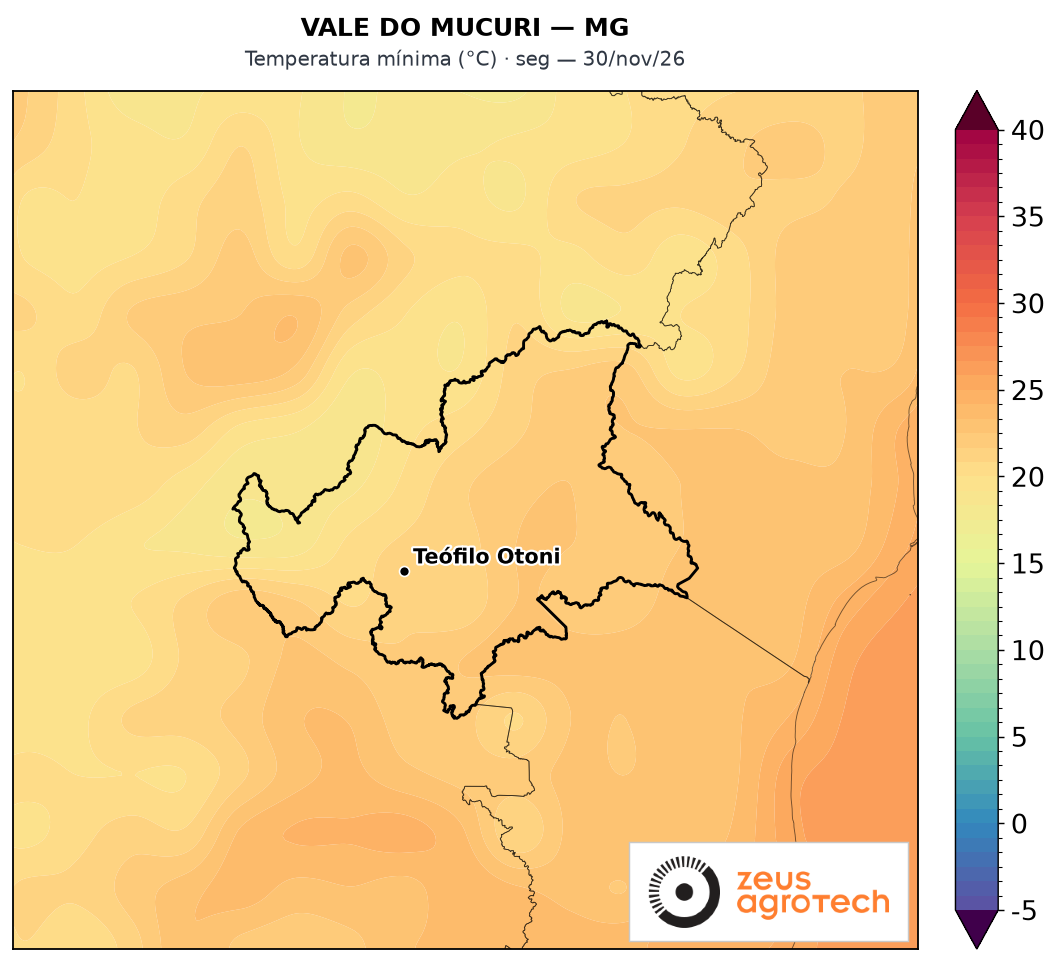 VALE DO MUCURI — MG
Temperatura mínima (°C) · seg — 30/nov/26
40
35
30
25
20
15
10
5
0
-5
Teófilo Otoni
zeus
agrotech